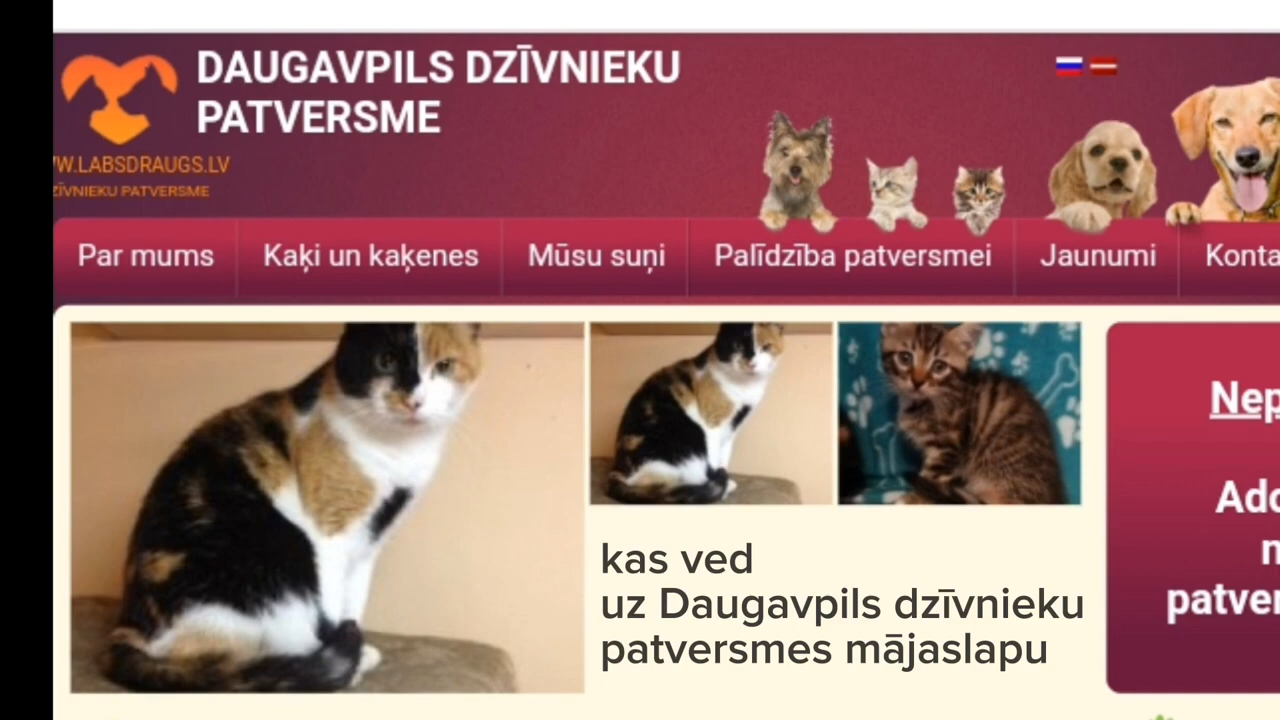 DAUGAVPILS DZĪVNIEKU
PATVERSME
W.LABSDRAUGS.LV
ZĪVNIEKU PATVERSME
Par mums
Kaķi un kaķenes
Mūsu suņi
Palīdzība patversmei
Jaunumi
Konta
kas ved
uz Daugavpils dzīvnieku
patversmes mājaslapu
Nep
Ado
n
patver